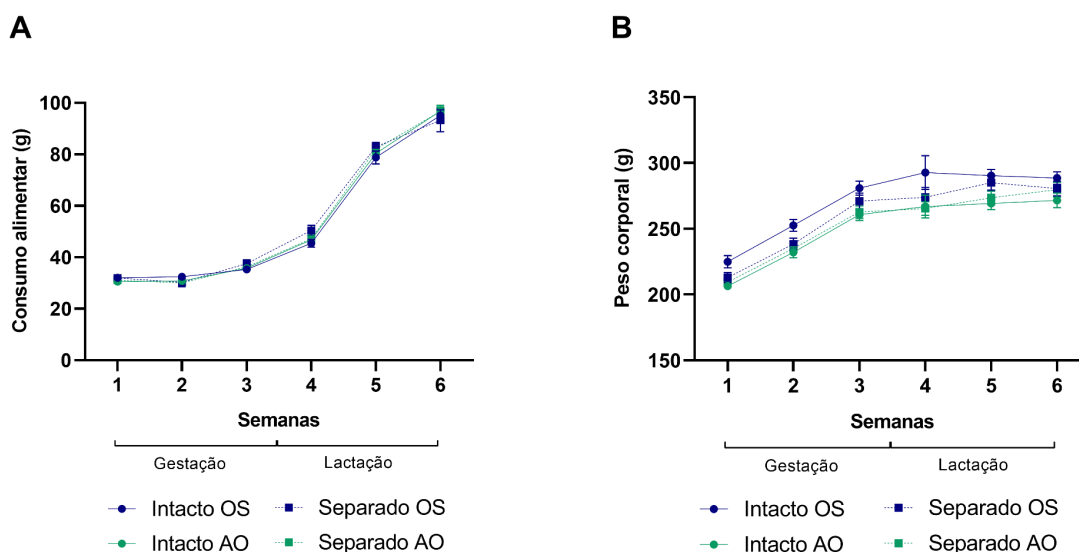 A
Consumo alimentar (g)
100
80
60
40
20
0
1 2 3 4 5 6
Semanas
Gestação Lactação
Intacto OS Separado OS
Intacto AO Separado AO
B
Peso corporal (g)
350
300
250
200
150
1 2 3 4 5 6
Semanas
Gestação Lactação
Intacto OS Separado OS
Intacto AO Separado AO